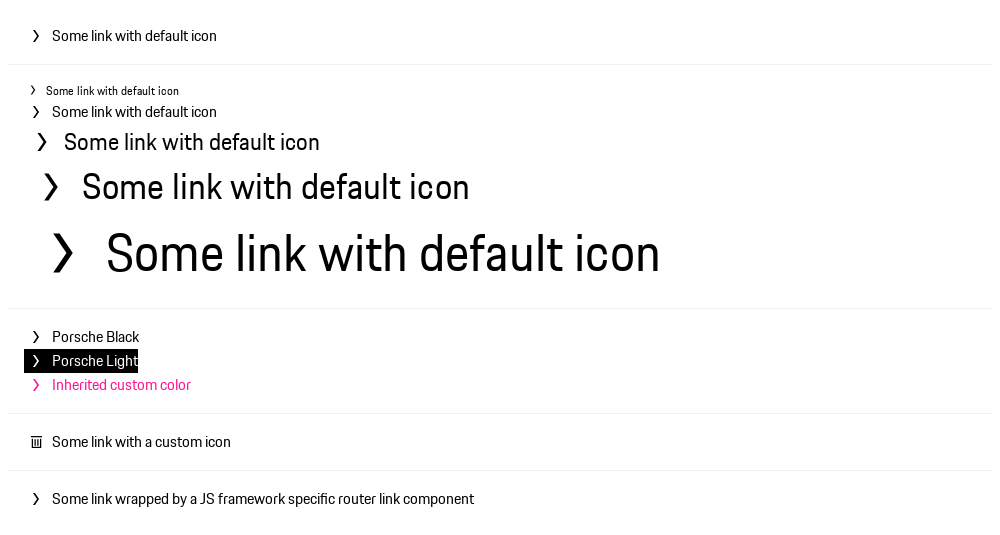 Some link with default icon
Some link with default icon
Some link with default icon
Some link with default icon
Some link with default icon
Some link with default icon
Porsche Black
Porsche Light
Inherited custom color
Some link with a custom icon
Some link wrapped by a JS framework specific router link component